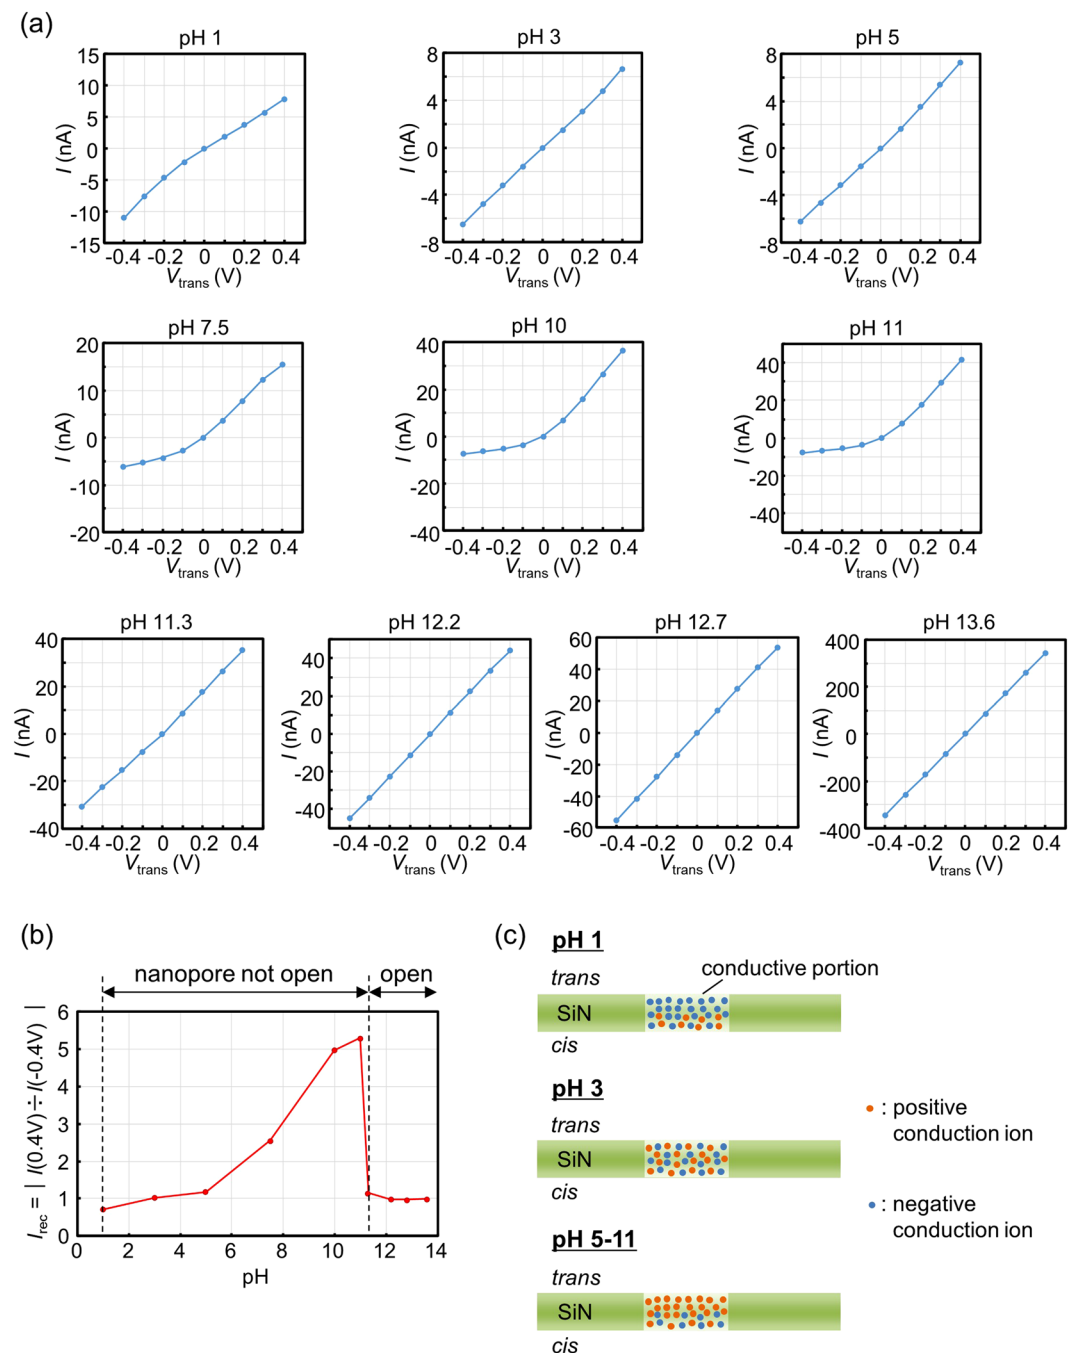 (a)
pH 1
15
10
5
0
-5
-10
-15
I (nA)
-0.4 -0.2 0 0.2 0.4
Vtrans (V)
pH 3
8
4
0
-4
-8
I (nA)
-0.4 -0.2 0 0.2 0.4
Vtrans (V)
pH 5
8
4
0
-4
-8
I (nA)
-0.4 -0.2 0 0.2 0.4
Vtrans (V)
pH 7.5
20
10
0
-10
-20
I (nA)
-0.4 -0.2 0 0.2 0.4
Vtrans (V)
pH 10
40
20
0
-20
-40
I (nA)
-0.4 -0.2 0 0.2 0.4
Vtrans (V)
pH 11
40
20
0
-20
-40
I (nA)
-0.4 -0.2 0 0.2 0.4
Vtrans (V)
pH 11.3
40
20
0
-20
-40
I (nA)
-0.4 -0.2 0 0.2 0.4
Vtrans (V)
pH 12.2
40
20
0
-20
-40
I (nA)
-0.4 -0.2 0 0.2 0.4
Vtrans (V)
pH 12.7
60
40
20
0
-20
-40
-60
I (nA)
-0.4 -0.2 0 0.2 0.4
Vtrans (V)
pH 13.6
400
200
0
-200
-400
I (nA)
-0.4 -0.2 0 0.2 0.4
Vtrans (V)
(b)
nanopore not open
open
6
5
4
3
2
1
0
Irec = | I(0.4V)÷I(-0.4V) |
0 2 4 6 8 10 12 14
pH
(c)
pH 1
trans
conductive portion
SiN
cis
pH 3
trans
SiN
cis
pH 5-11
trans
SiN
cis
: positive
conduction ion
: negative
conduction ion